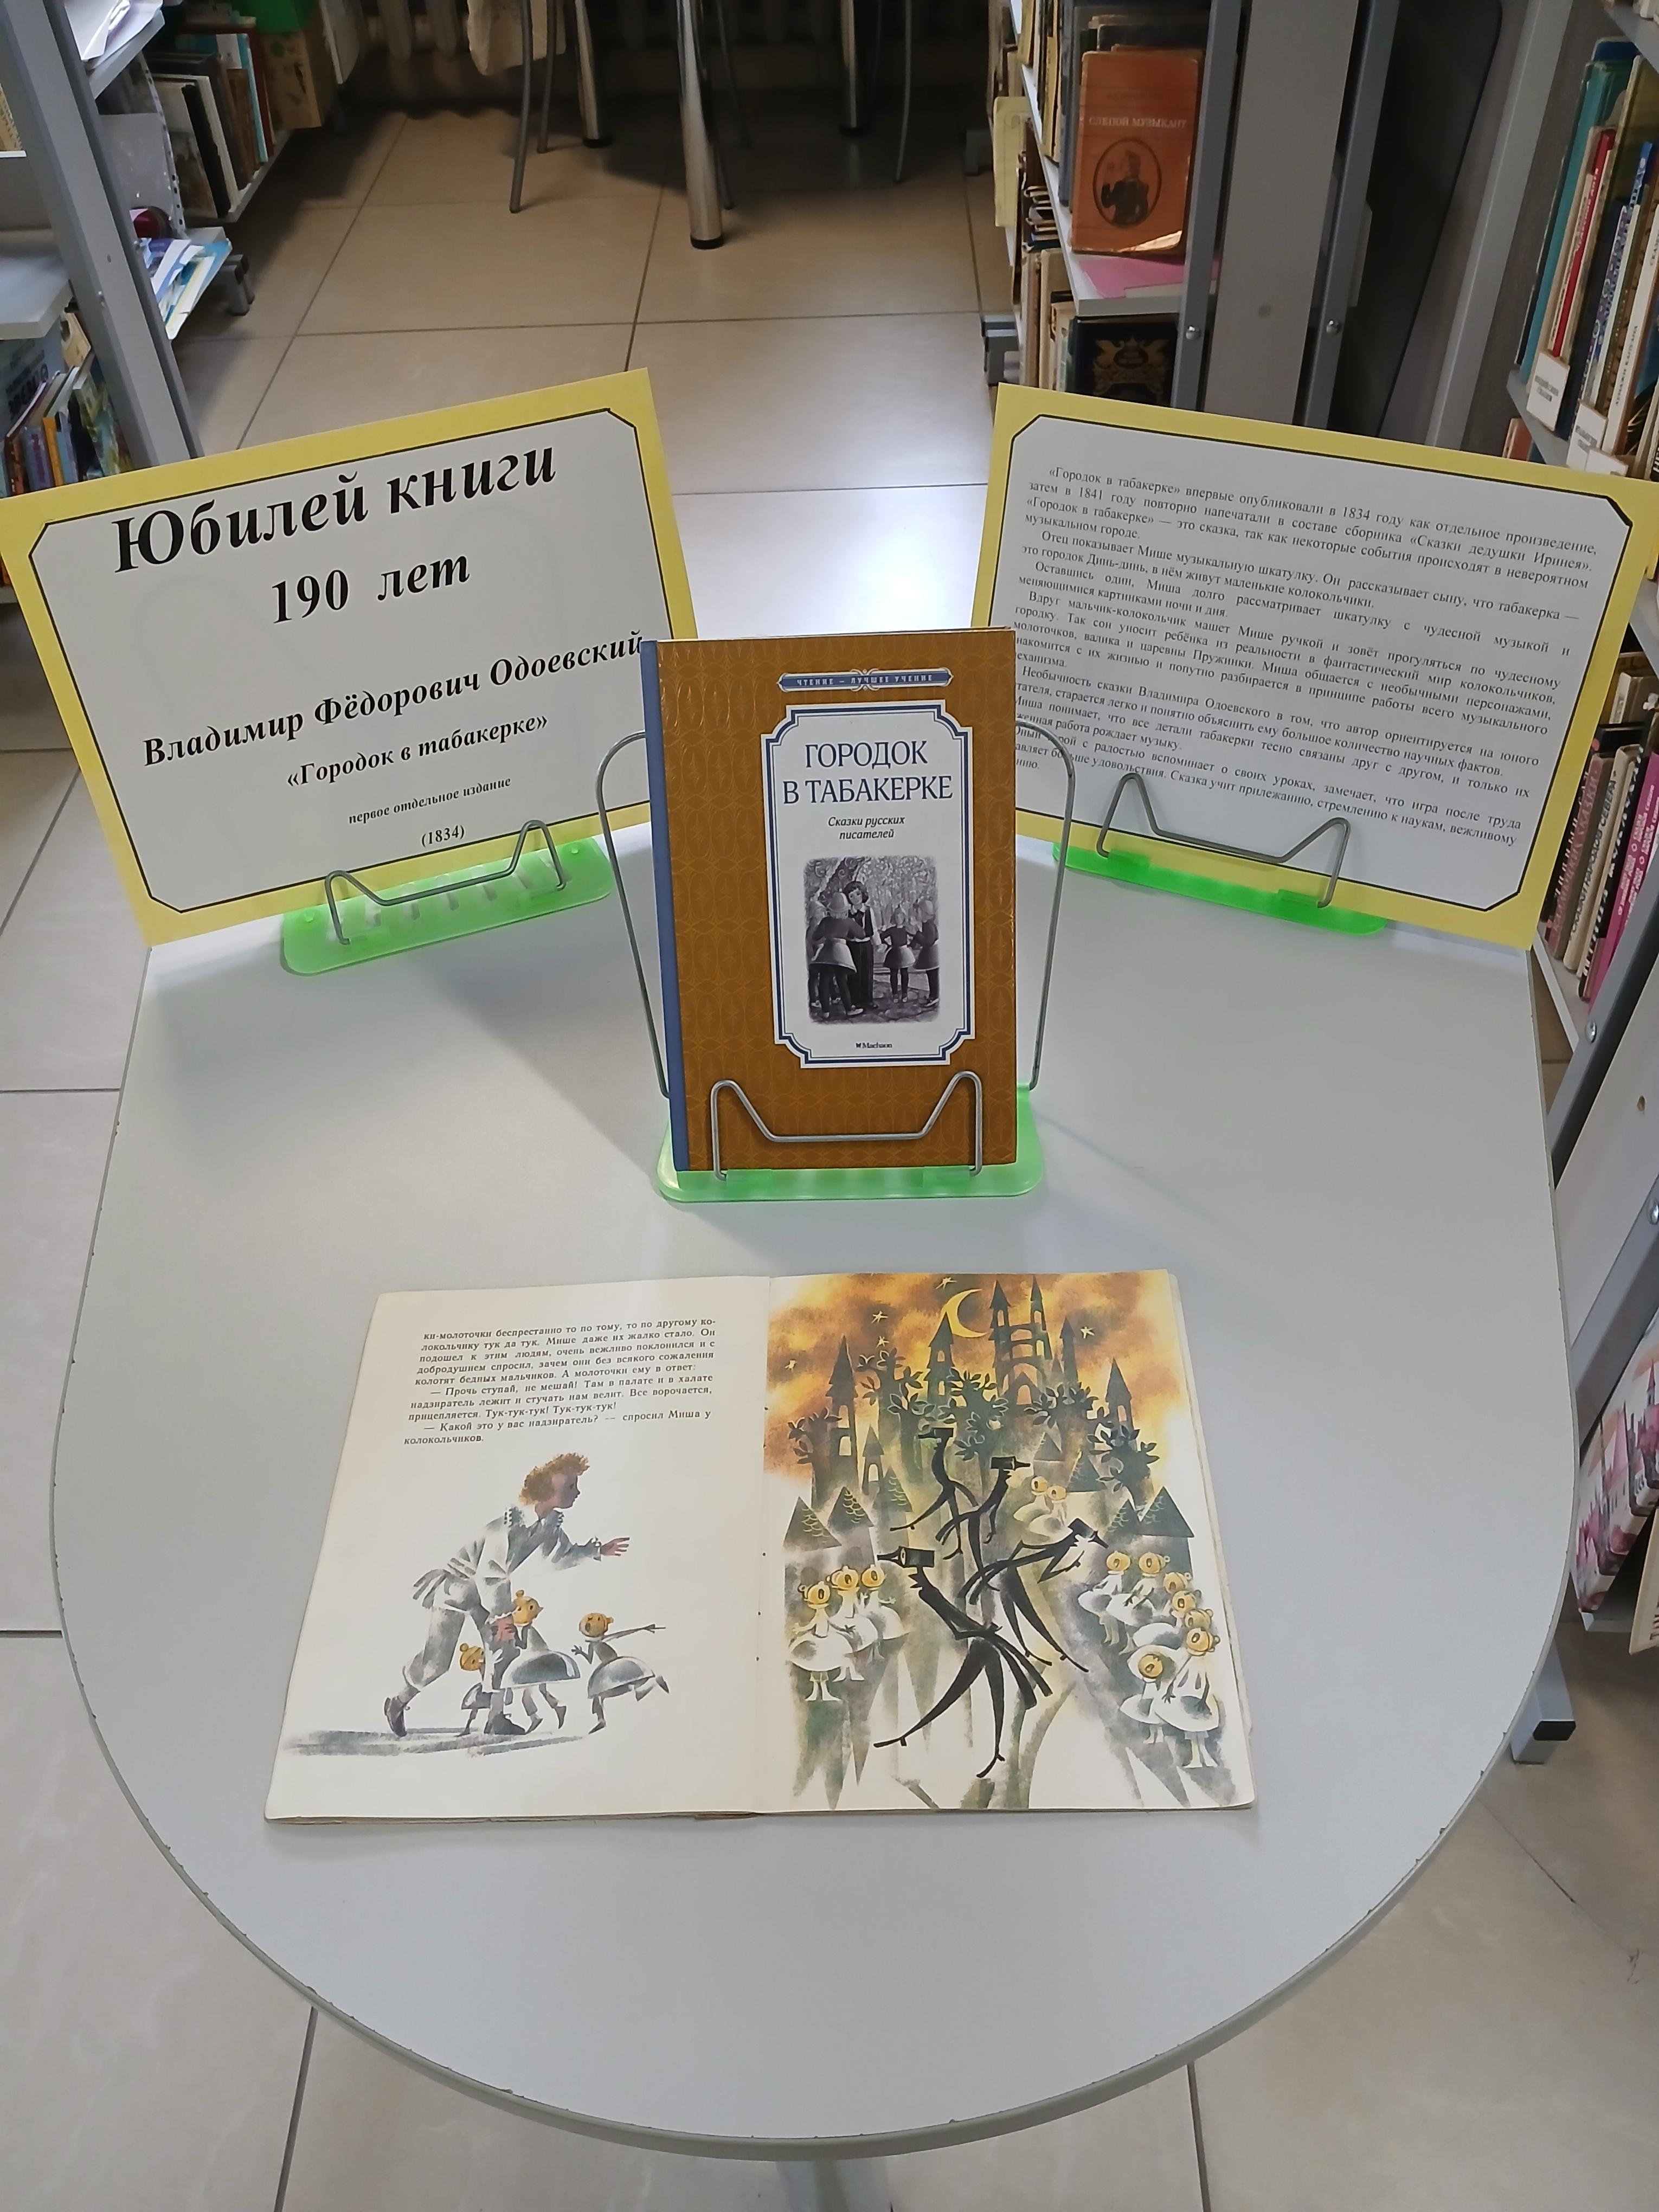 СЛЕПОЙ МУЗЫКАНТ
Юбилей книги
190 лет
Владимир Фёдорович Одоевский
«Городок в табакерке»
первое отдельное издание
(1834)
«Городок в табакерке» впервые опубликовали в 1834 году как отдельное произведение,
затем в 1841 году повторно напечатали в составе сборника «Сказки дедушки Иринея».
«Городок в табакерке» — это сказка, так как некоторые события происходят в невероятном
музыкальном городе.
Отец показывает Мише музыкальную шкатулку. Он рассказывает сыну, что табакерка —
это городок Динь-динь, в нём живут маленькие колокольчики.
Оставшись один, Миша долго рассматривает шкатулку с чудесной музыкой и
меняющимися картинками ночи и дня.
Вдруг мальчик-колокольчик машет Мише ручкой и зовёт прогуляться по чудесному
городку. Так сон уносит ребёнка из реальности в фантастический мир колокольчиков,
молоточков, валика и царевны Пружинки. Миша общается с необычными персонажами,
знакомится с их жизнью и попутно разбирается в принципе работы всего музыкального
механизма.
Необычность сказки Владимира Одоевского в том, что автор ориентируется на юного
читателя, старается легко и понятно объяснить ему большое количество научных фактов.
Миша понимает, что все детали табакерки тесно связаны друг с другом, и только их
женная работа рождает музыку.
ный герой с радостью вспоминает о своих уроках, замечает, что игра после труда
авляет больше удовольствия. Сказка учит прилежанию, стремлению к наукам, вежливому
нию.
ЧТЕНИЕ – ЛУЧШЕЕ УЧЕНИЕ
ГОРОДОК
В ТАБАКЕРКЕ
Сказки русских
писателей
Machaon
ки-молоточки беспрестанно то по тому, то по другому ко-
локольчику тук да тук. Мише даже их жалко стало. Он
подошел к этим людям, очень вежливо поклонился и с
добродушием спросил, зачем они без всякого сожаления
колотят бедных мальчиков. А молоточки ему в ответ:
— Прочь ступай, не мешай! Там в палате и в халате
надзиратель лежит и стучать нам велит. Все ворочается,
прицепляется. Тук-тук-тук! Тук-тук-тук!
— Какой это у вас надзиратель? — спросил Миша у
колокольчиков.